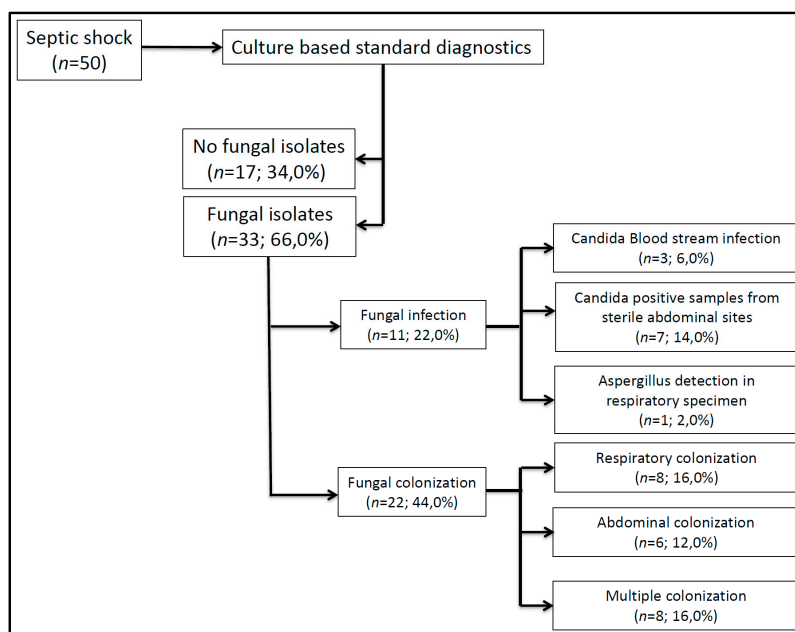 Septic shock
(n=50)
Culture based standard diagnostics
No fungal isolates
(n=17; 34,0%)
Fungal isolates
(n=33; 66,0%)
Fungal infection
(n=11; 22,0%)
Candida Blood stream infection
(n=3; 6,0%)
Candida positive samples from
sterile abdominal sites
(n=7; 14,0%)
Aspergillus detection in
respiratory specimen
(n=1; 2,0%)
Fungal colonization
(n=22; 44,0%)
Respiratory colonization
(n=8; 16,0%)
Abdominal colonization
(n=6; 12,0%)
Multiple colonization
(n=8; 16,0%)